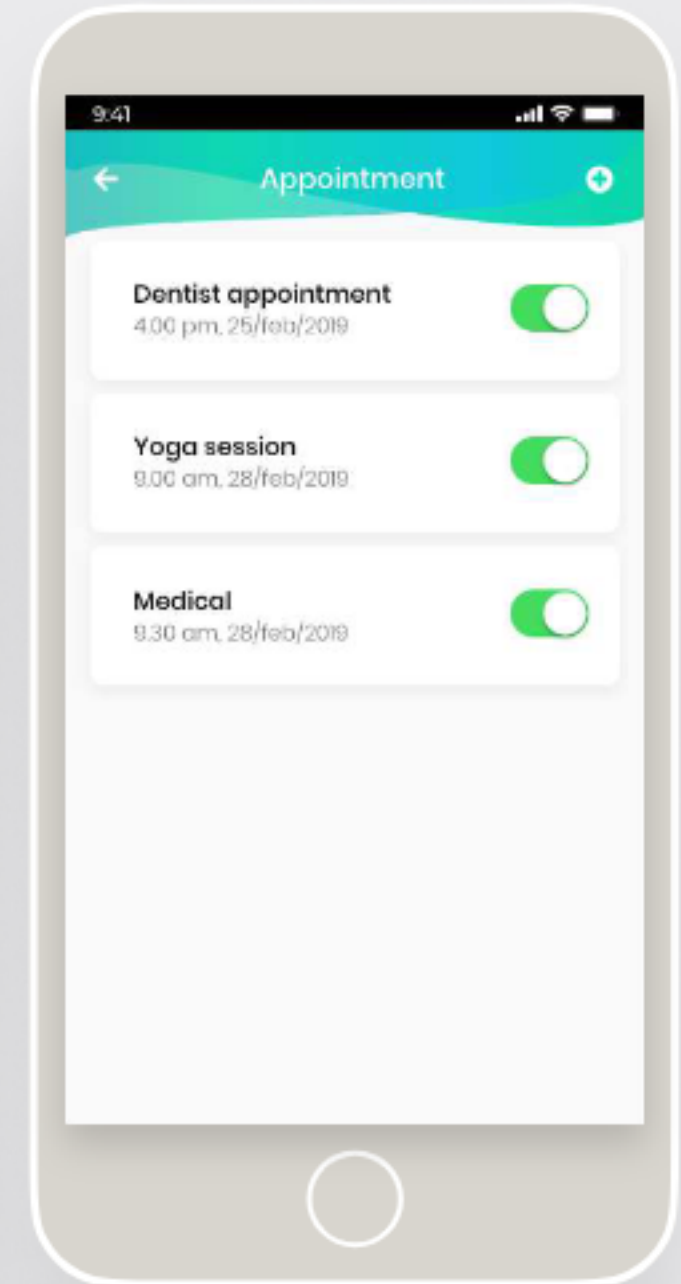 9:41
Appointment
Dentist appointment
4.00 pm, 25/feb/2019
Yoga session
9.00 am, 28/feb/2019
Medical
9.30 am, 28/feb/2019